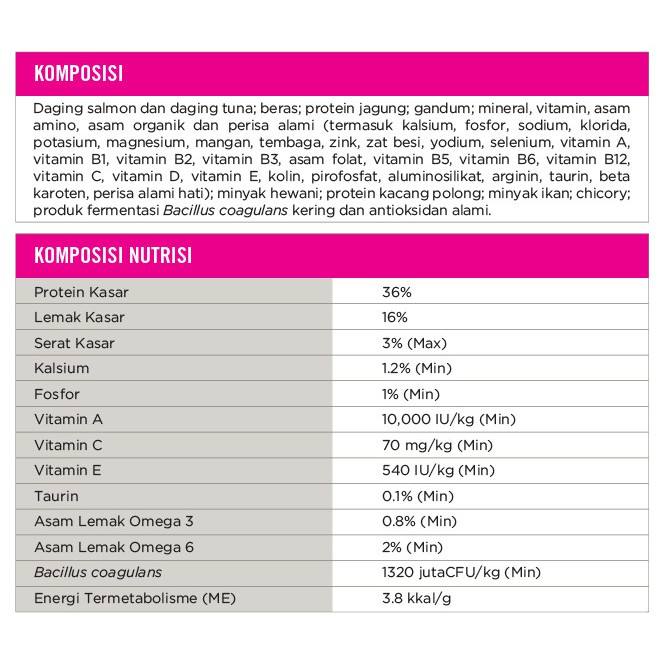 KOMPOSISI
Daging salmon dan daging tuna; beras; protein jagung; gandum; mineral, vitamin, asam
amino, asam organik dan perisa alami (termasuk kalsium, fosfor, sodium, klorida,
potasium, magnesium, mangan, tembaga, zink, zat besi, yodium, selenium, vitamin A,
vitamin B1, vitamin B2, vitamin B3, asam folat, vitamin B5, vitamin B6, vitamin B12,
vitamin C, vitamin D, vitamin E, kolin, pirofosfat, aluminosilikat, arginin, taurin, beta
karoten, perisa alami hati); minyak hewani; protein kacang polong; minyak ikan; chicory;
produk fermentasi Bacillus coagulans kering dan antioksidan alami.
KOMPOSISI NUTRISI
Protein Kasar 36%
Lemak Kasar 16%
Serat Kasar 3% (Max)
Kalsium 1.2% (Min)
Fosfor 1% (Min)
Vitamin A 10,000 IU/kg (Min)
Vitamin C 70 mg/kg (Min)
Vitamin E 540 IU/kg (Min)
Taurin 0.1% (Min)
Asam Lemak Omega 3 0.8% (Min)
Asam Lemak Omega 6 2% (Min)
Bacillus coagulans 1320 jutaCFU/kg (Min)
Energi Termetabolisme (ME) 3.8 kkal/g